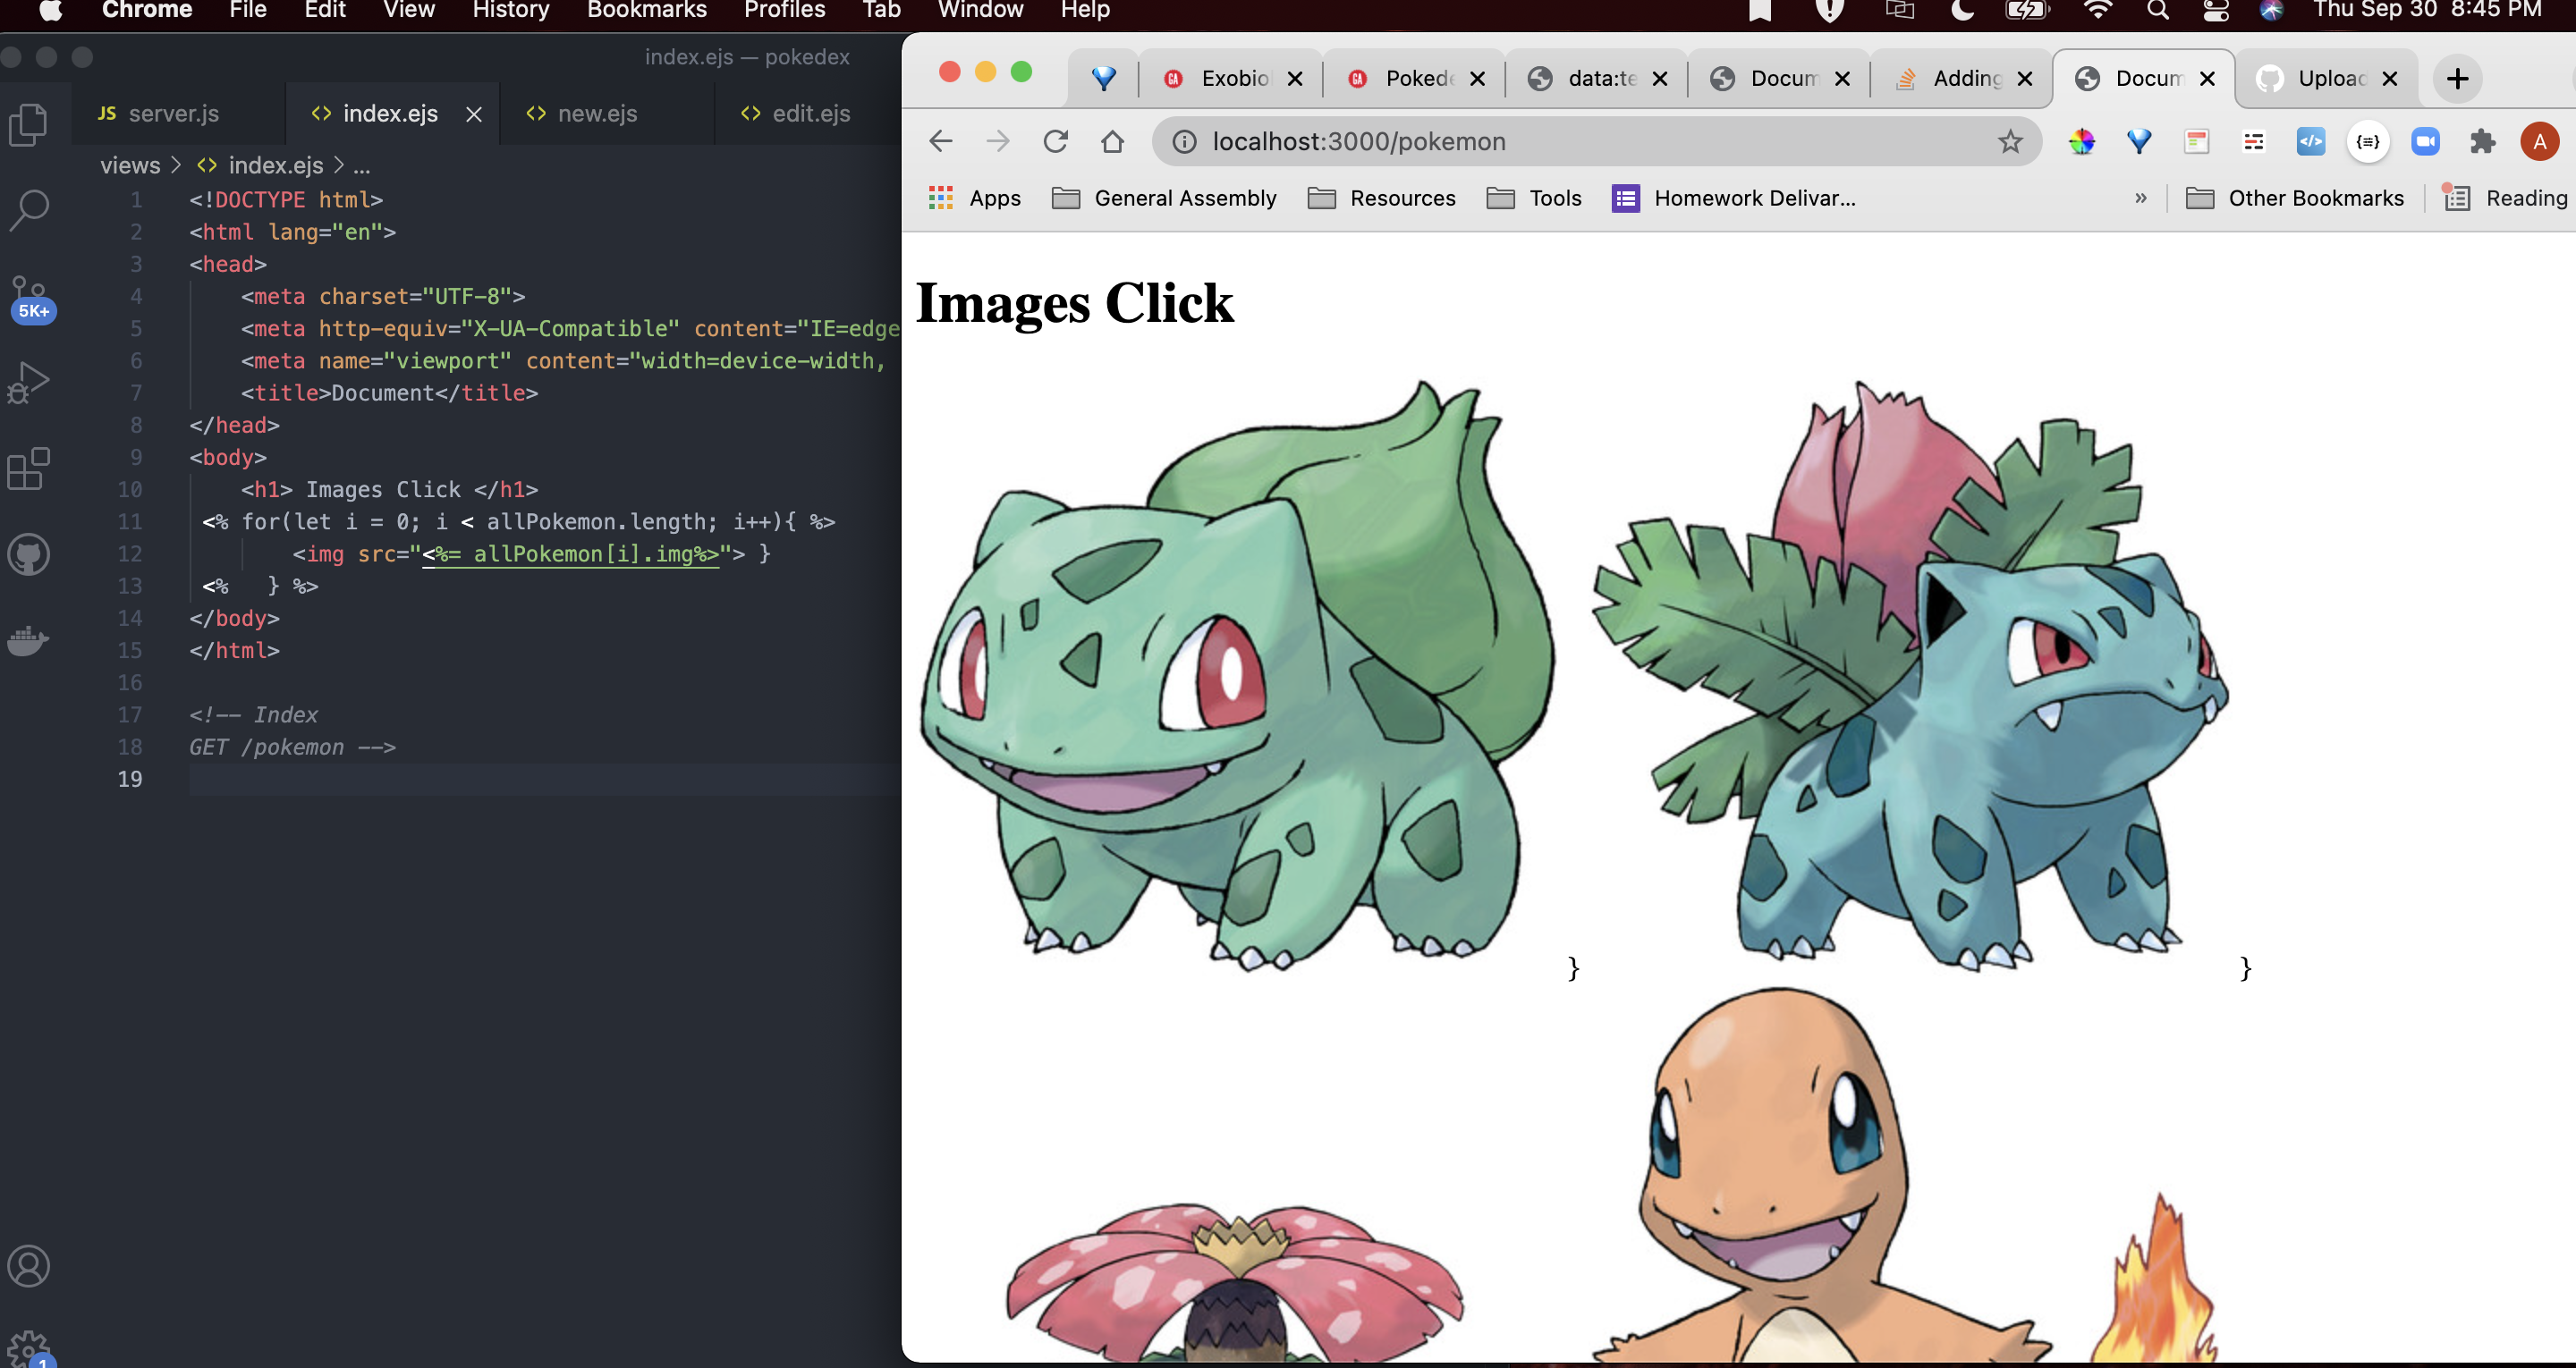 Chrome File Edit View History Bookmarks Profiles Tab Window Help Thu Sep 30 8:45 PM
index.ejs — pokedex
JS server.js <> index.ejs <> new.ejs <> edit.ejs
views > <> index.ejs > ...
5K+
1 <!DOCTYPE html>
2 <html lang="en">
3 <head>
4 <meta charset="UTF-8">
5 <meta http-equiv="X-UA-Compatible" content="IE=edge
6 <meta name="viewport" content="width=device-width,
7 <title>Document</title>
8 </head>
9 <body>
10 <h1> Images Click </h1>
11 <% for(let i = 0; i < allPokemon.length; i++){ %>
12 <img src="<%= allPokemon[i].img%>"> }
13 <% } %>
14 </body>
15 </html>
16
17 <!-- Index
18 GET /pokemon -->
19
1
GA Exobiol GA Pokede data:te Docum Adding Docum Upload
localhost:3000/pokemon
A
Apps General Assembly Resources Tools Homework Delivar... » Other Bookmarks Reading
Images Click
} }